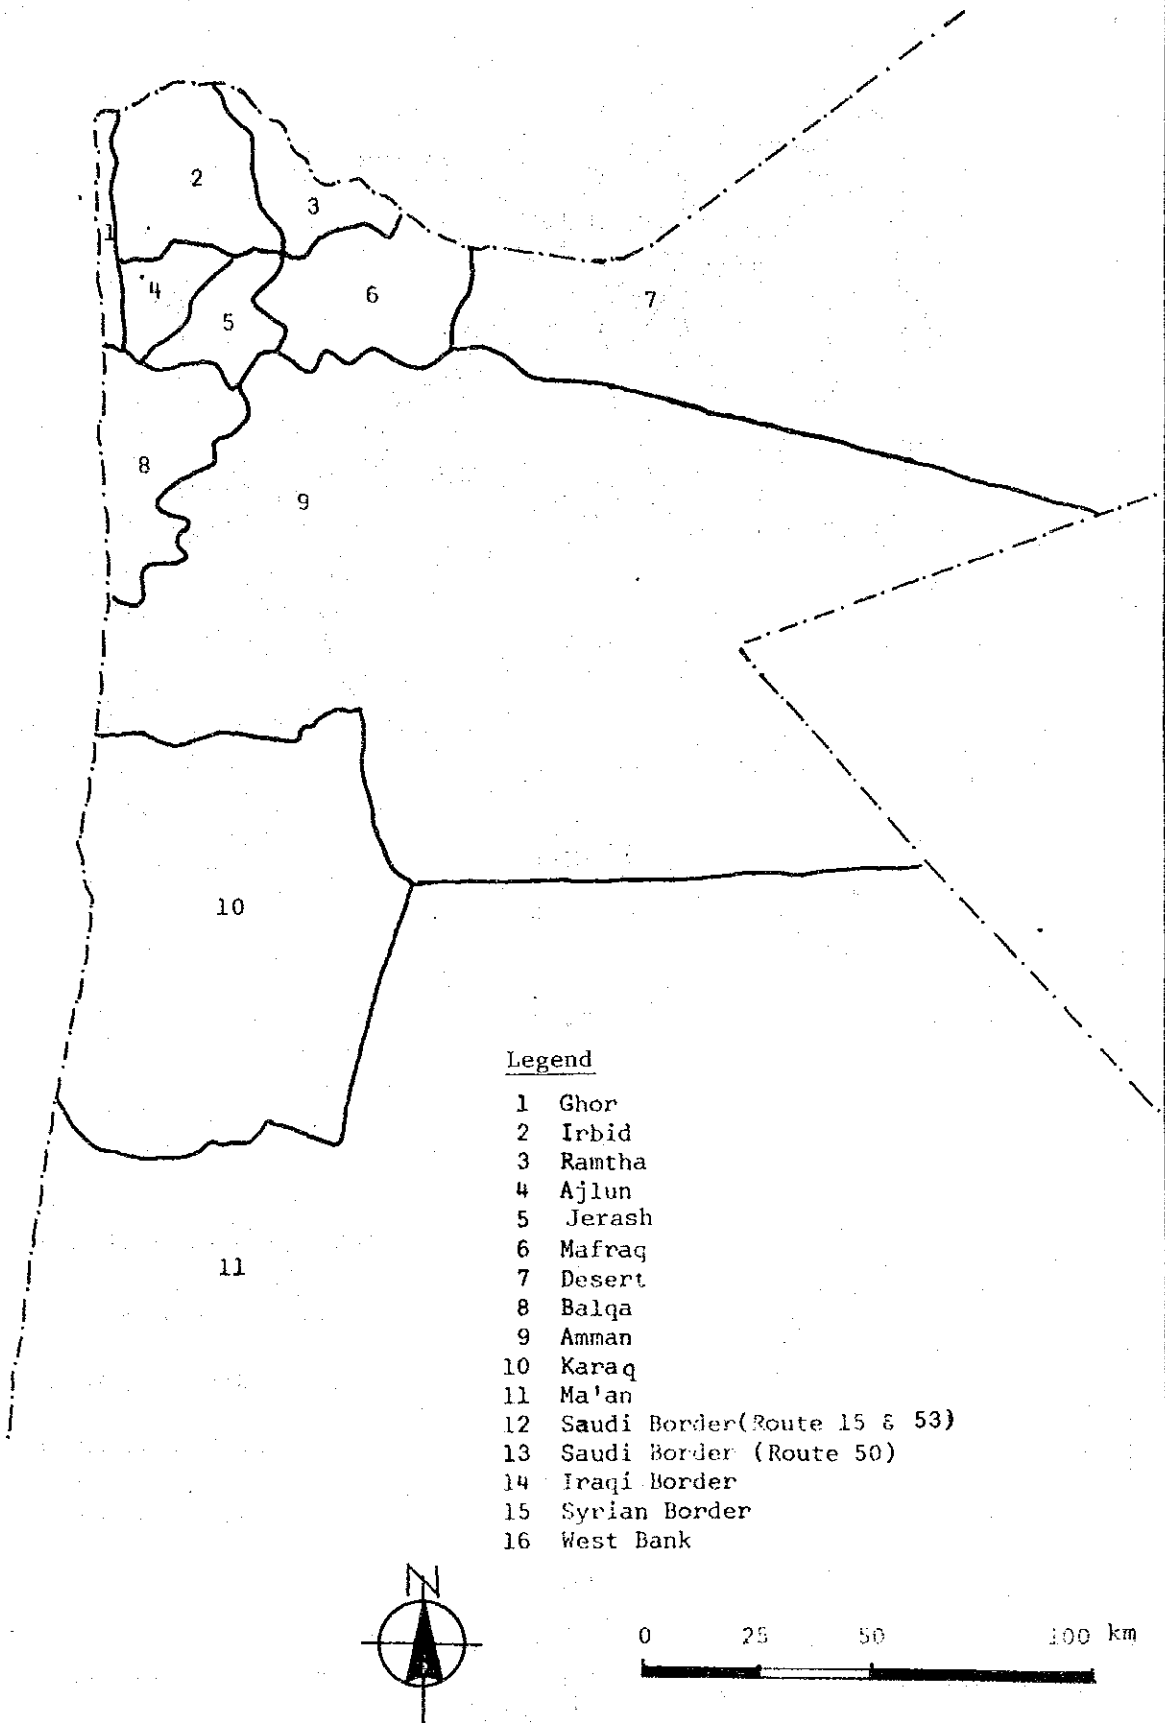 2
3
1
4
5
6
7
8
9
10
11
Legend
1 Ghor
2 Irbid
3 Ramtha
4 Ajlun
5 Jerash
6 Mafraq
7 Desert
8 Balqa
9 Amman
10 Karaq
11 Ma'an
12 Saudi Border(Route 15 & 53)
13 Saudi Border (Route 50)
14 Iraqi Border
15 Syrian Border
16 West Bank
N
0 25 50 100 km